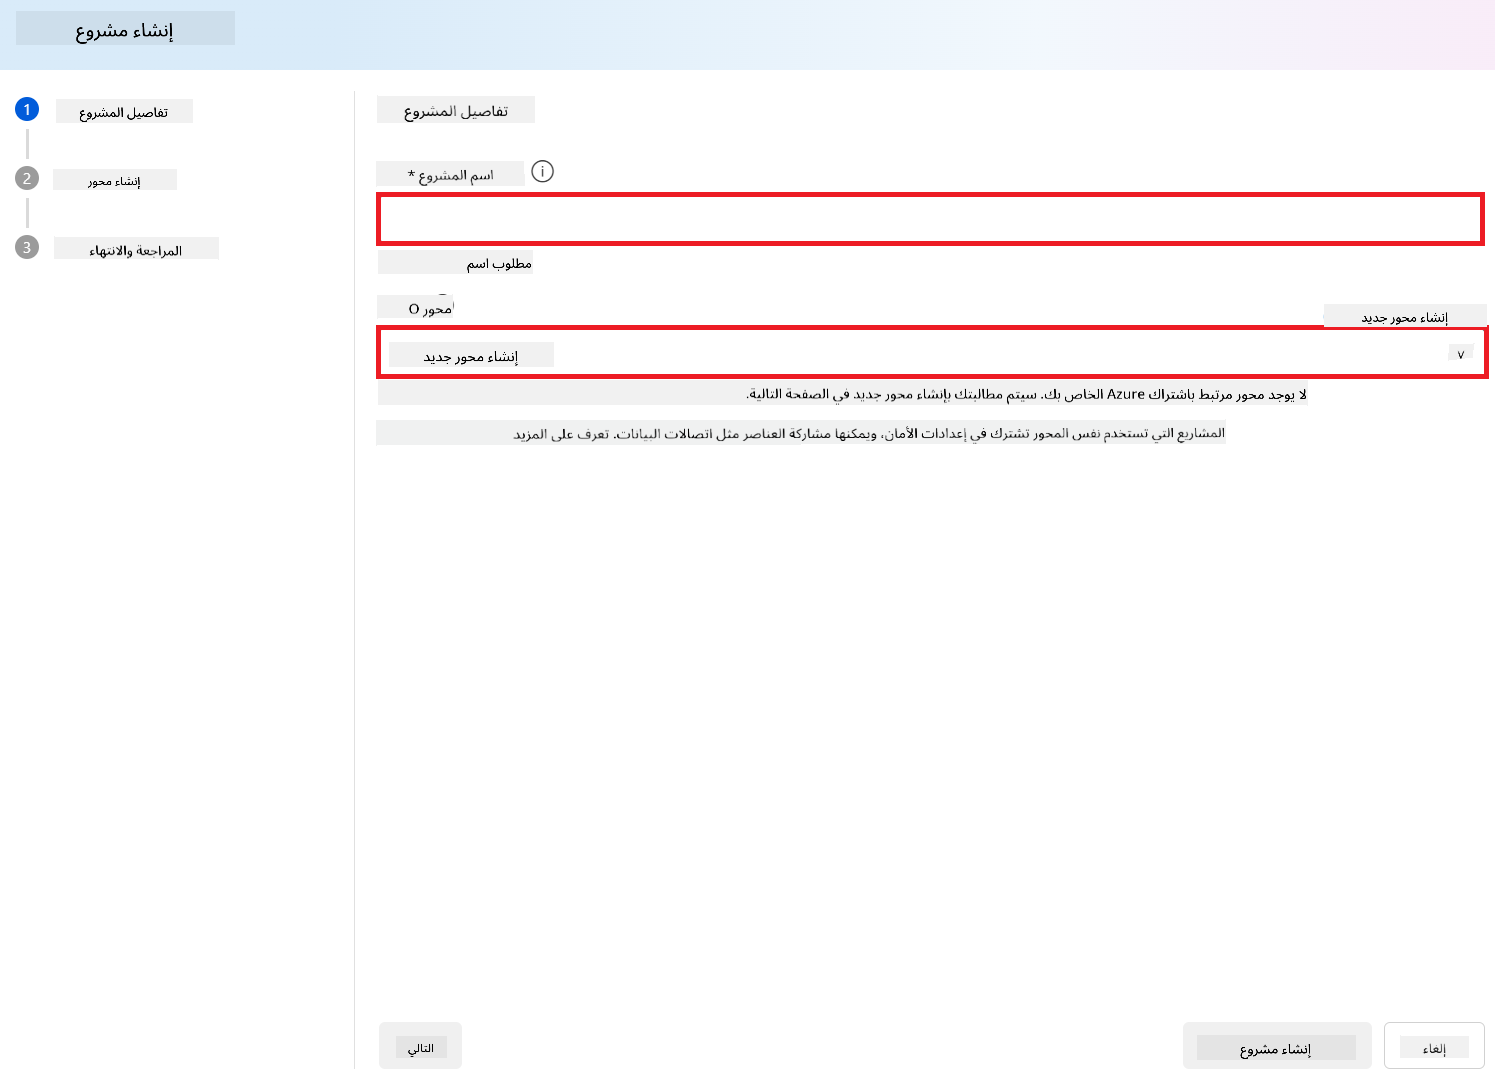 إنشاء مشروع
1 تفاصيل المشروع
2 إنشاء محور
3 المراجعة والانتهاء
تفاصيل المشروع
اسم المشروع *
مطلوب اسم
محور O
إنشاء محور جديد
إنشاء محور جديد
لا يوجد محور مرتبط باشتراك Azure الخاص بك. سيتم مطالبتك بإنشاء محور جديد في الصفحة التالية.
المشاريع التي تستخدم نفس المحور تشترك في إعدادات الأمان، ويمكنها مشاركة العناصر مثل اتصالات البيانات. تعرف على المزيد
التالي
إنشاء مشروع
إلغاء